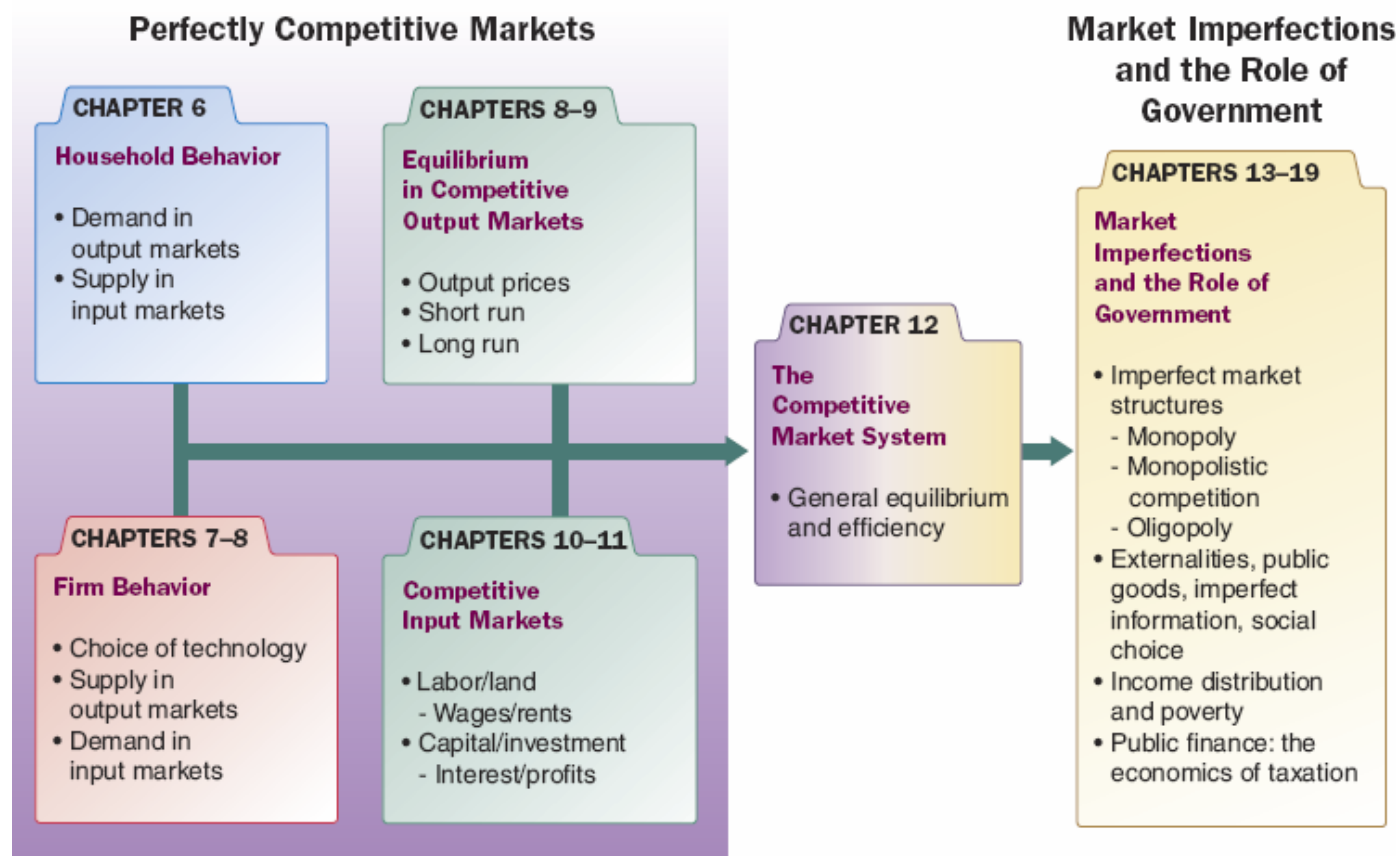 Perfectly Competitive Markets
Market Imperfections
and the Role of
Government
CHAPTER 6
Household Behavior
• Demand in
output markets
• Supply in
input markets
CHAPTERS 8–9
Equilibrium
in Competitive
Output Markets
• Output prices
• Short run
• Long run
CHAPTERS 7–8
Firm Behavior
• Choice of technology
• Supply in
output markets
• Demand in
input markets
CHAPTERS 10–11
Competitive
Input Markets
• Labor/land
- Wages/rents
• Capital/investment
- Interest/profits
CHAPTER 12
The
Competitive
Market System
• General equilibrium
and efficiency
CHAPTERS 13–19
Market
Imperfections
and the Role of
Government
• Imperfect market
structures
- Monopoly
- Monopolistic
competition
- Oligopoly
• Externalities, public
goods, imperfect
information, social
choice
• Income distribution
and poverty
• Public finance: the
economics of taxation